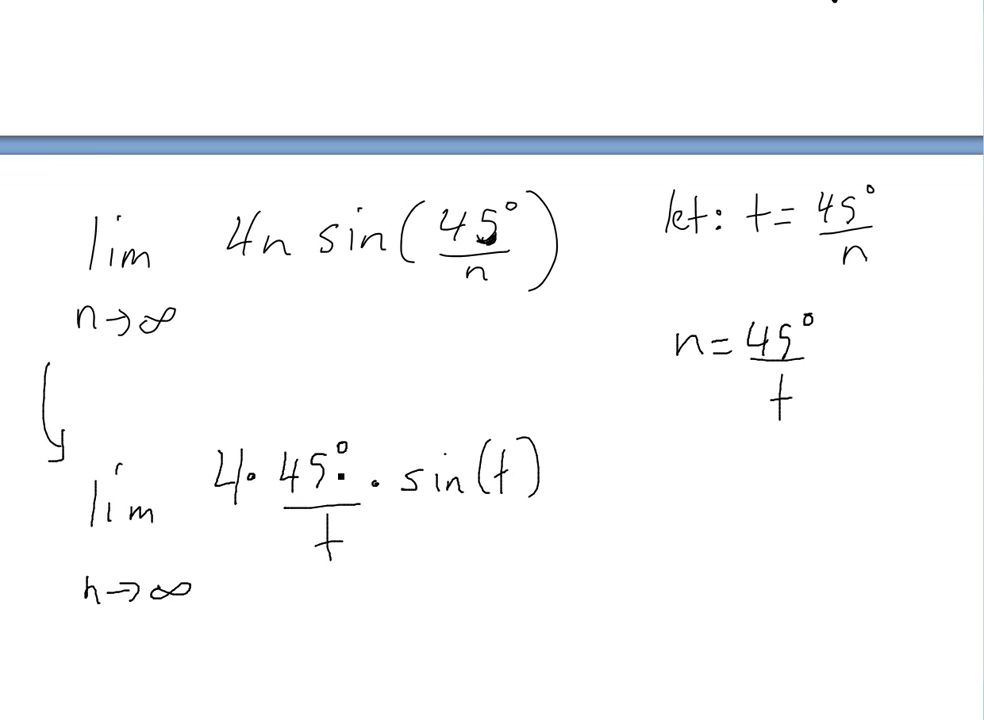 lim 4n sin(45°/n) let: t = 45°/n
n→∞
n = 45°/t
lim 4·45°/t · sin(t)
n→∞